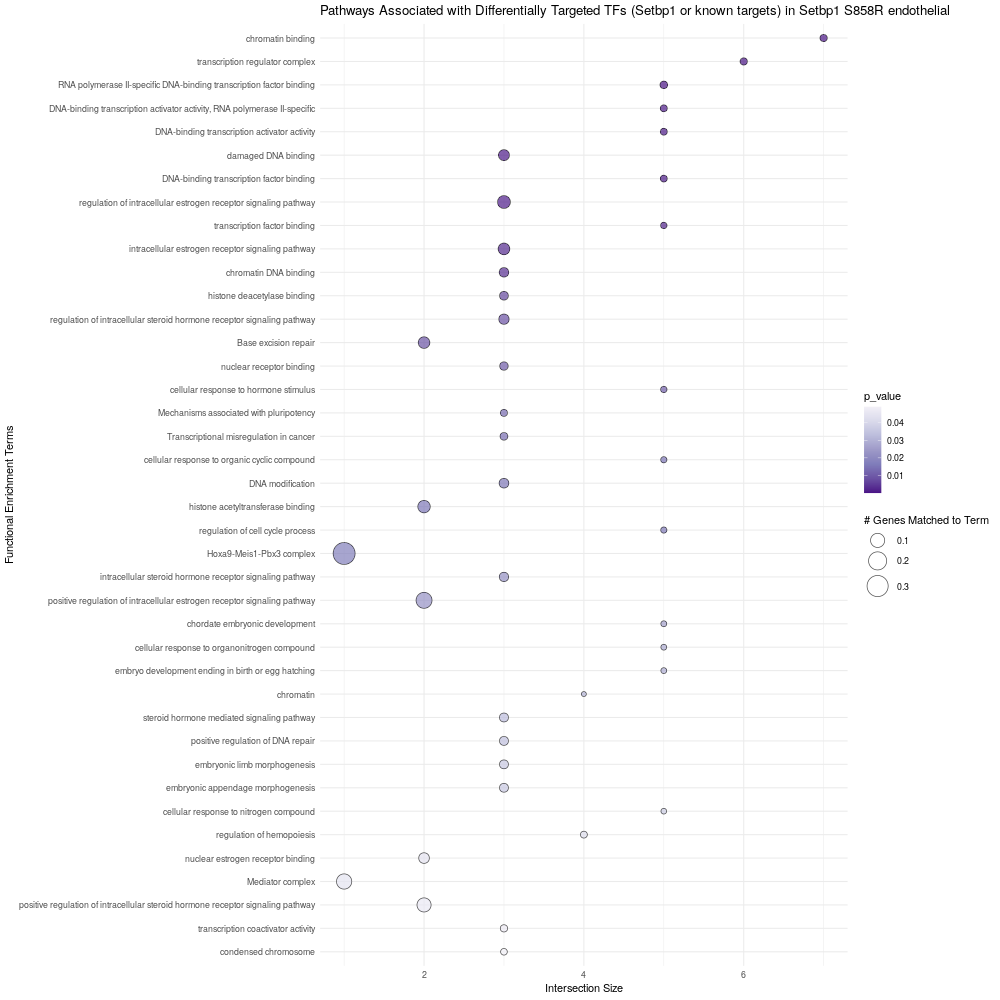 Pathways Associated with Differentially Targeted TFs (Setbp1 or known targets) in Setbp1 S858R endothelial
Functional Enrichment Terms
chromatin binding
transcription regulator complex
RNA polymerase II-specific DNA-binding transcription factor binding
DNA-binding transcription activator activity, RNA polymerase II-specific
DNA-binding transcription activator activity
damaged DNA binding
DNA-binding transcription factor binding
regulation of intracellular estrogen receptor signaling pathway
transcription factor binding
intracellular estrogen receptor signaling pathway
chromatin DNA binding
histone deacetylase binding
regulation of intracellular steroid hormone receptor signaling pathway
Base excision repair
nuclear receptor binding
cellular response to hormone stimulus
Mechanisms associated with pluripotency
Transcriptional misregulation in cancer
cellular response to organic cyclic compound
DNA modification
histone acetyltransferase binding
regulation of cell cycle process
Hoxa9-Meis1-Pbx3 complex
intracellular steroid hormone receptor signaling pathway
positive regulation of intracellular estrogen receptor signaling pathway
chordate embryonic development
cellular response to organonitrogen compound
embryo development ending in birth or egg hatching
chromatin
steroid hormone mediated signaling pathway
positive regulation of DNA repair
embryonic limb morphogenesis
embryonic appendage morphogenesis
cellular response to nitrogen compound
regulation of hemopoiesis
nuclear estrogen receptor binding
Mediator complex
positive regulation of intracellular steroid hormone receptor signaling pathway
transcription coactivator activity
condensed chromosome
2 4 6
Intersection Size
p_value
0.04
0.03
0.02
0.01
# Genes Matched to Term
0.1
0.2
0.3